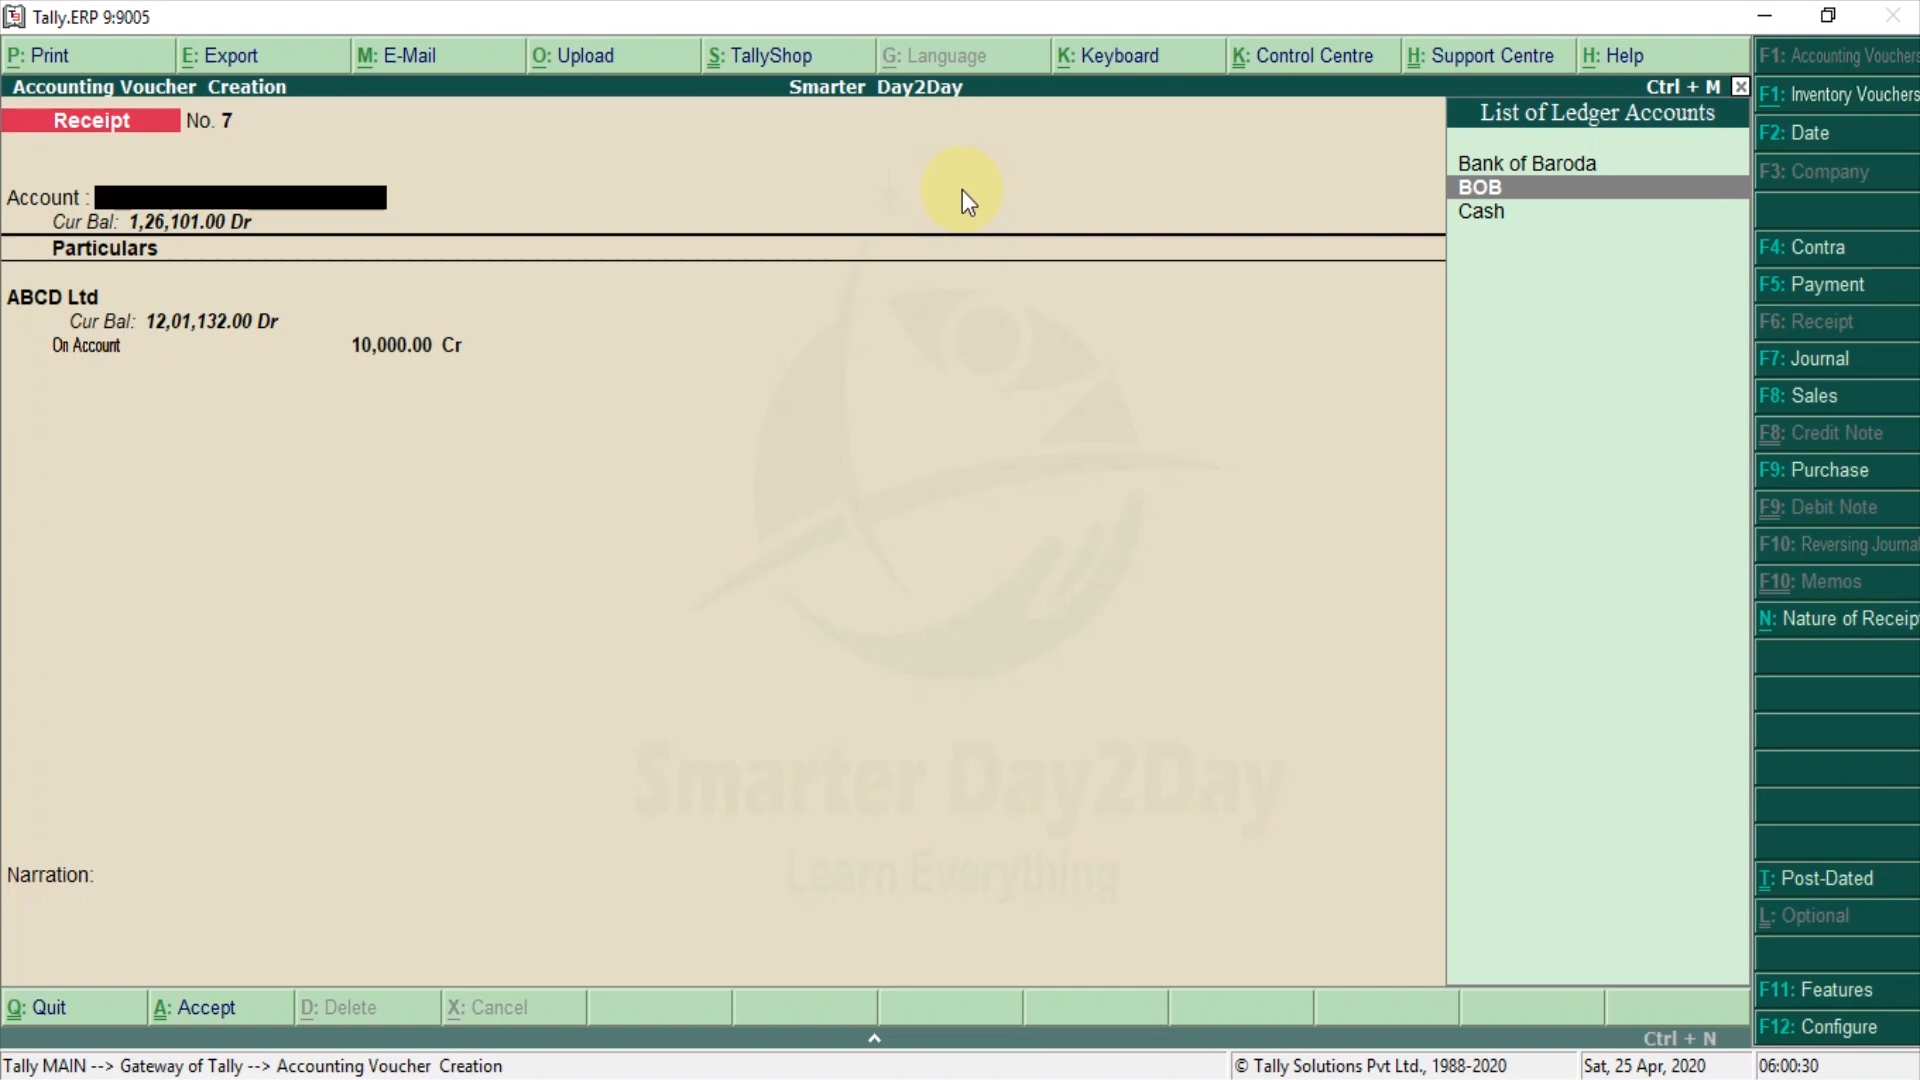 Tally.ERP 9:9005
P: Print
E: Export
M: E-Mail
O: Upload
S: TallyShop
G: Language
K: Keyboard
K: Control Centre
H: Support Centre
H: Help
Accounting Voucher Creation
Smarter Day2Day
Ctrl + M
Receipt No. 7
Account :
Cur Bal: 1,26,101.00 Dr
Particulars
ABCD Ltd
Cur Bal: 12,01,132.00 Dr
On Account 10,000.00 Cr
Smarter Day2Day
Learn Everything
Narration:
List of Ledger Accounts
Bank of Baroda
BOB
Cash
F1: Accounting Vouchers
F1: Inventory Vouchers
F2: Date
F3: Company
F4: Contra
F5: Payment
F6: Receipt
F7: Journal
F8: Sales
F8: Credit Note
F9: Purchase
F9: Debit Note
F10: Reversing Journal
F10: Memos
N: Nature of Receip
T: Post-Dated
L: Optional
F11: Features
F12: Configure
Q: Quit
A: Accept
D: Delete
X: Cancel
Ctrl + N
Tally MAIN --> Gateway of Tally --> Accounting Voucher Creation
© Tally Solutions Pvt Ltd., 1988-2020
Sat, 25 Apr, 2020
06:00:30